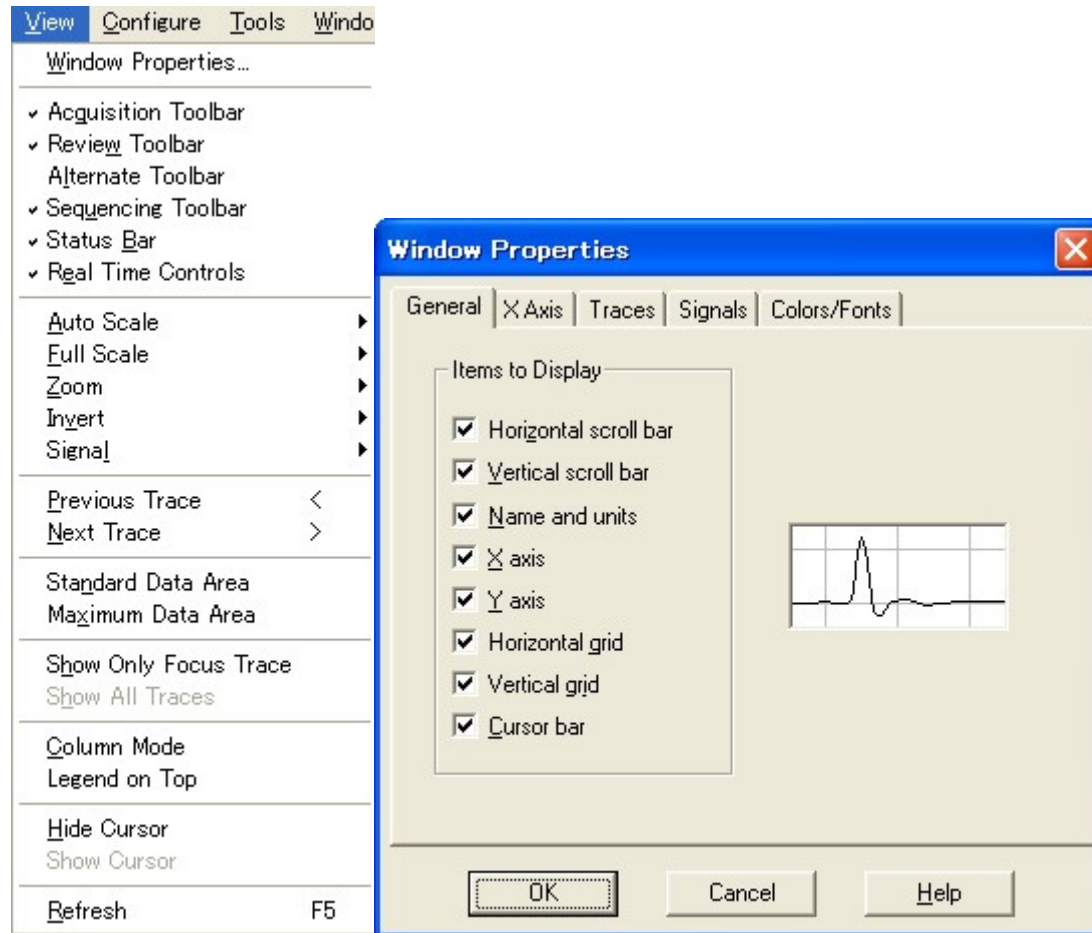 View Configure Tools Windo
Window Properties...
Acquisition Toolbar
Review Toolbar
Alternate Toolbar
Sequencing Toolbar
Status Bar
Real Time Controls
Auto Scale
Full Scale
Zoom
Invert
Signal
Previous Trace <
Next Trace >
Standard Data Area
Maximum Data Area
Show Only Focus Trace
Show All Traces
Column Mode
Legend on Top
Hide Cursor
Show Cursor
Refresh F5
Window Properties
General X Axis Traces Signals Colors/Fonts
Items to Display
Horizontal scroll bar
Vertical scroll bar
Name and units
X axis
Y axis
Horizontal grid
Vertical grid
Cursor bar
OK Cancel Help